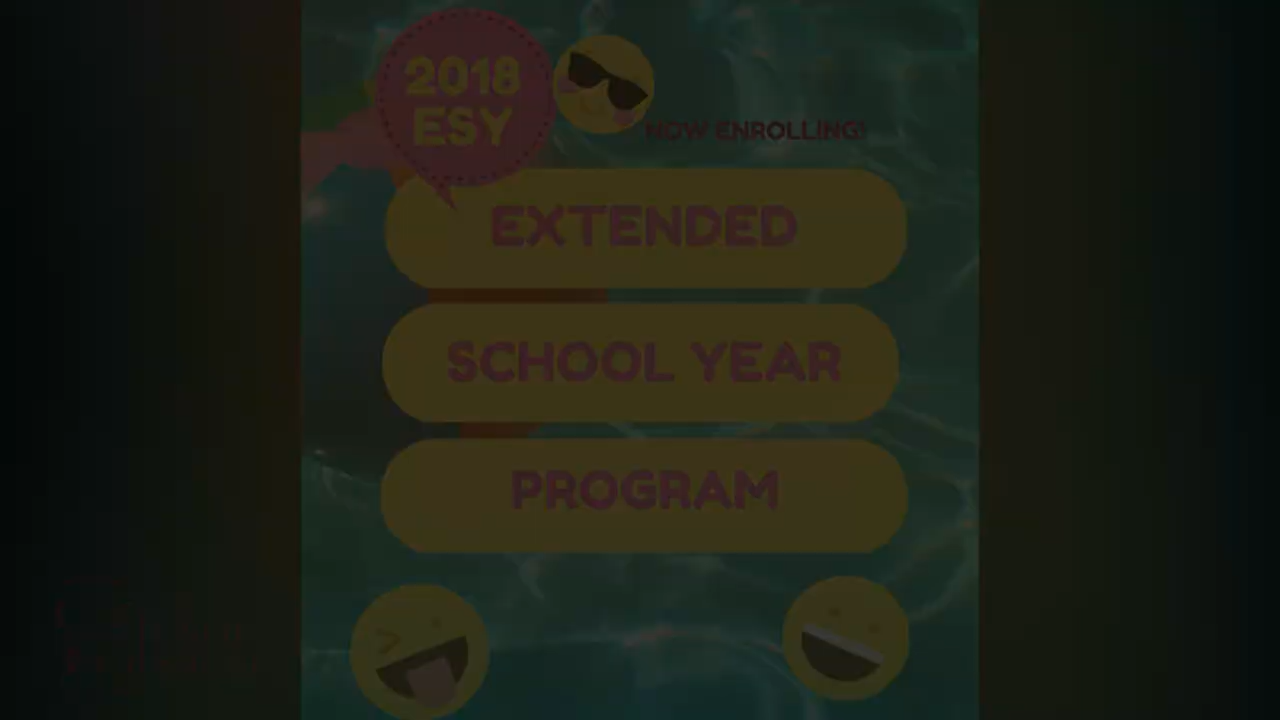 2018
ESY
NOW ENROLLING!
EXTENDED
SCHOOL YEAR
PROGRAM